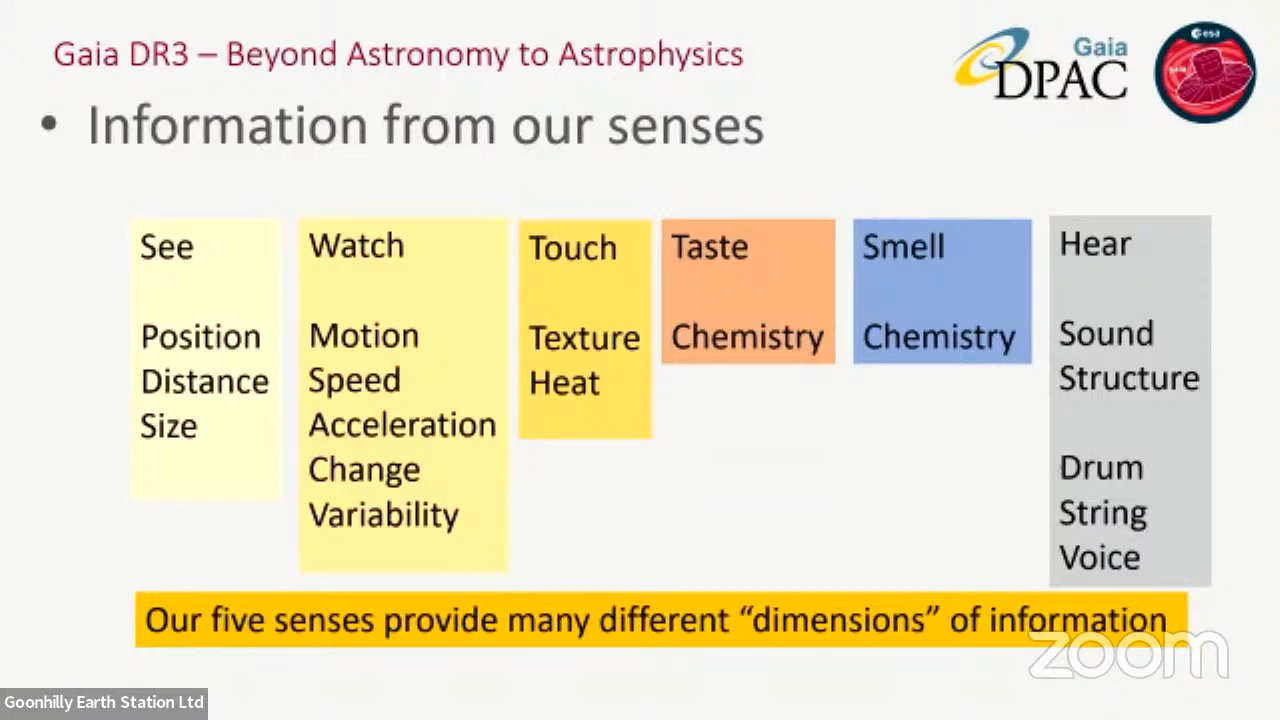 Gaia DR3 – Beyond Astronomy to Astrophysics
Gaia
DPAC
esa
gaia
• Information from our senses
See
Position
Distance
Size
Watch
Motion
Speed
Acceleration
Change
Variability
Touch
Texture
Heat
Taste
Chemistry
Smell
Chemistry
Hear
Sound
Structure
Drum
String
Voice
Our five senses provide many different “dimensions” of information
zoom
Goonhilly Earth Station Ltd